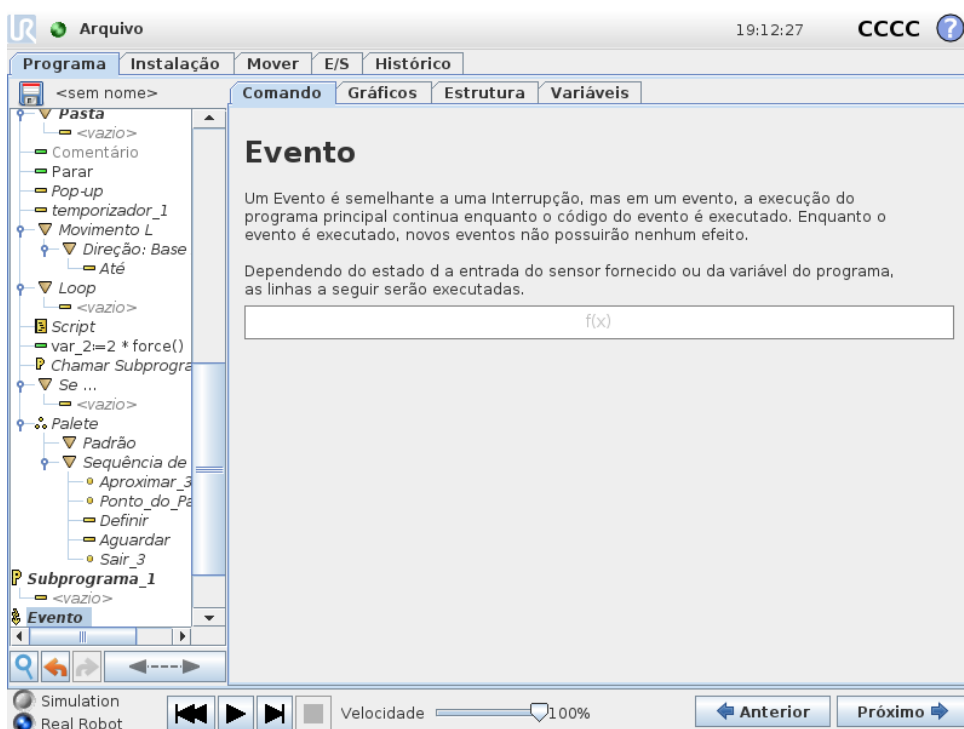 UR Arquivo 19:12:27 CCCC ?
Programa Instalação Mover E/S Histórico
<sem nome> Comando Gráficos Estrutura Variáveis
Pasta
<vazio>
Comentário
Parar
Pop-up
temporizador_1
Movimento L
Direção: Base
Até
Loop
<vazio>
Script
var_2:=2 * force()
Chamar Subprogra
Se ...
<vazio>
Palete
Padrão
Sequência de
Aproximar_3
Ponto_do_Pa
Definir
Aguardar
Sair_3
P Subprograma_1
<vazio>
Evento
Evento
Um Evento é semelhante a uma Interrupção, mas em um evento, a execução do
programa principal continua enquanto o código do evento é executado. Enquanto o
evento é executado, novos eventos não possuirão nenhum efeito.
Dependendo do estado d a entrada do sensor fornecido ou da variável do programa,
as linhas a seguir serão executadas.
f(x)
Simulation
Real Robot
Velocidade 100%
Anterior Próximo